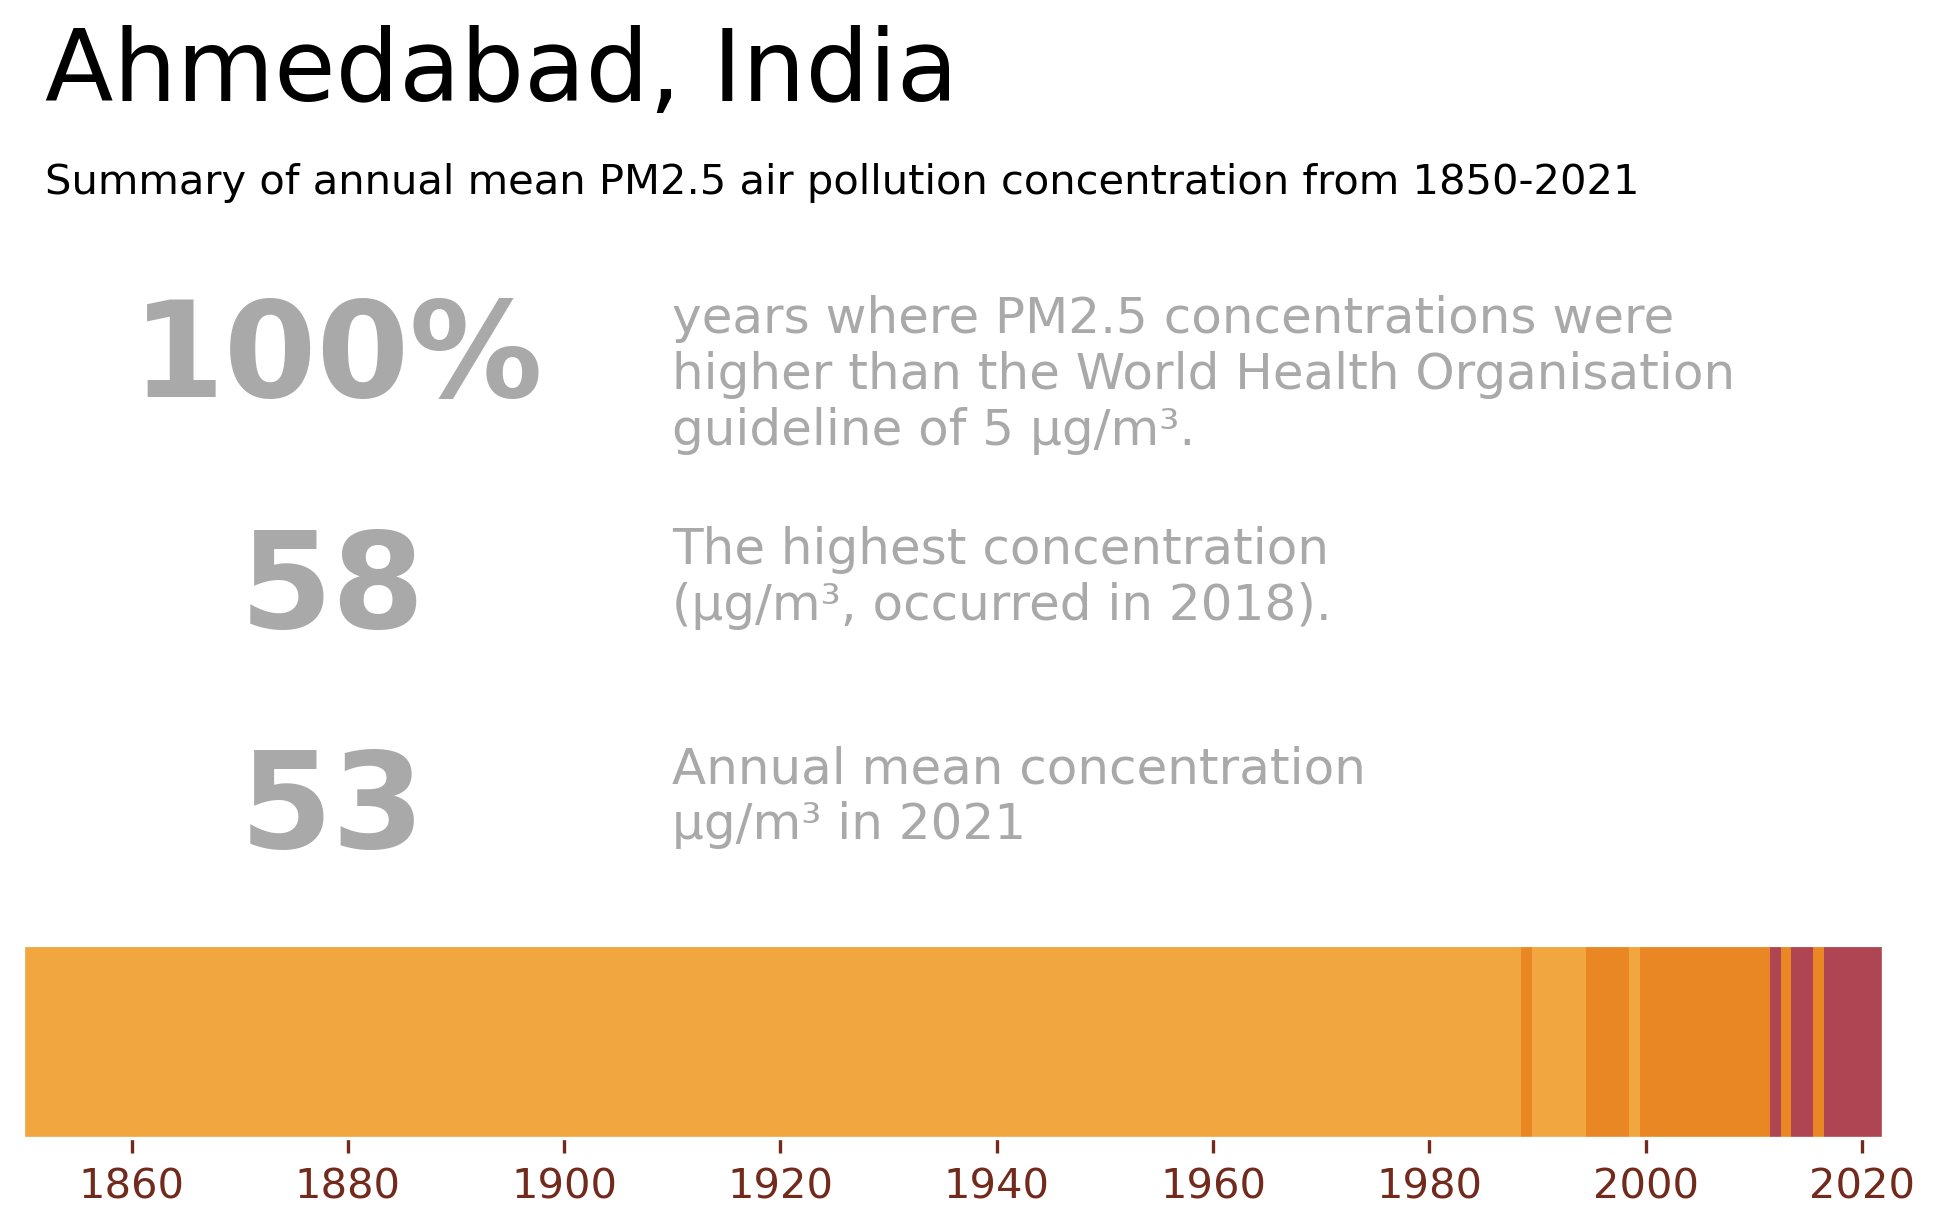 Ahmedabad, India
Summary of annual mean PM2.5 air pollution concentration from 1850-2021
100%
years where PM2.5 concentrations were
higher than the World Health Organisation
guideline of 5 µg/m³.
58
The highest concentration
(µg/m³, occurred in 2018).
53
Annual mean concentration
µg/m³ in 2021
1860 1880 1900 1920 1940 1960 1980 2000 2020